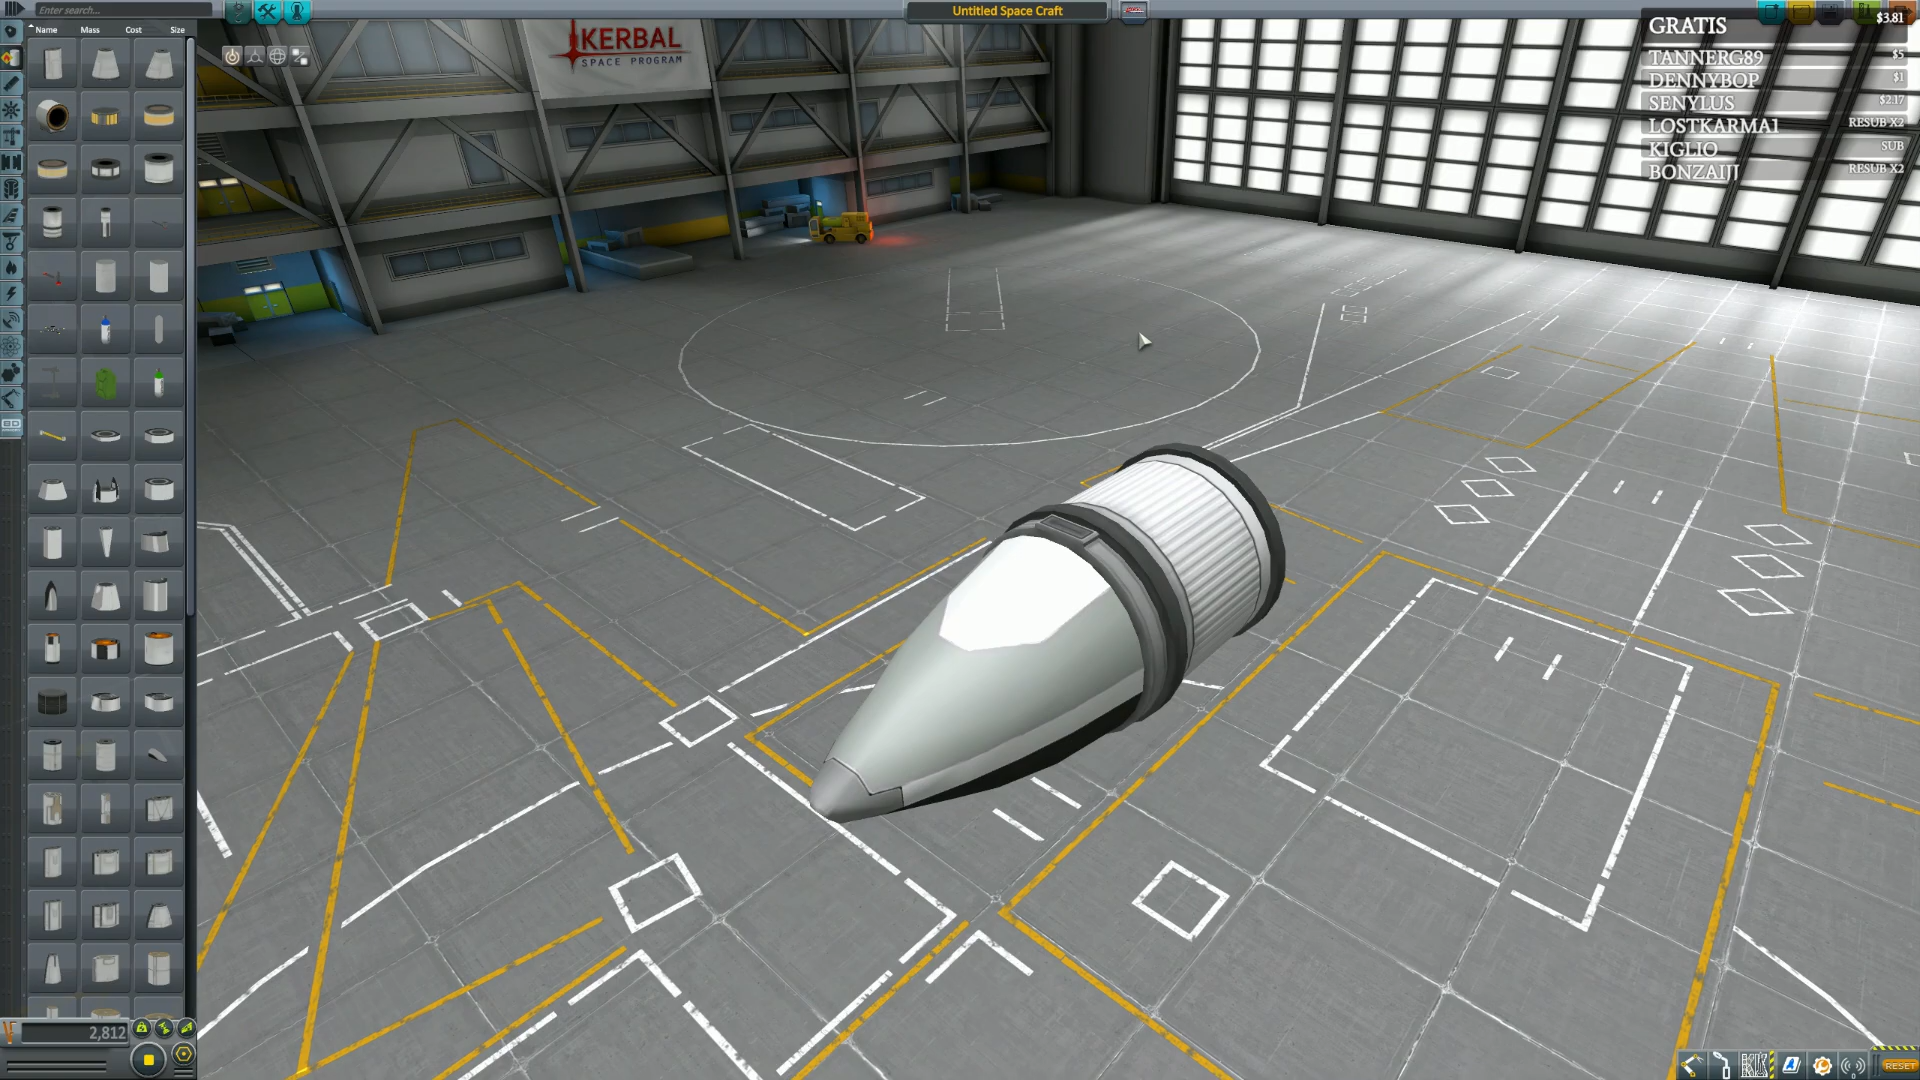 Enter search...
Untitled Space Craft
Name Mass Cost Size
$3.81
GRATIS
TANNERG89 $5
DENNYBOP $1
SENYLUS $2.17
LOSTKARMA1 RESUB X2
KIGLIO SUB
BONZAIJI RESUB X2
KERBAL
SPACE PROGRAM
BD
2,812
RESET